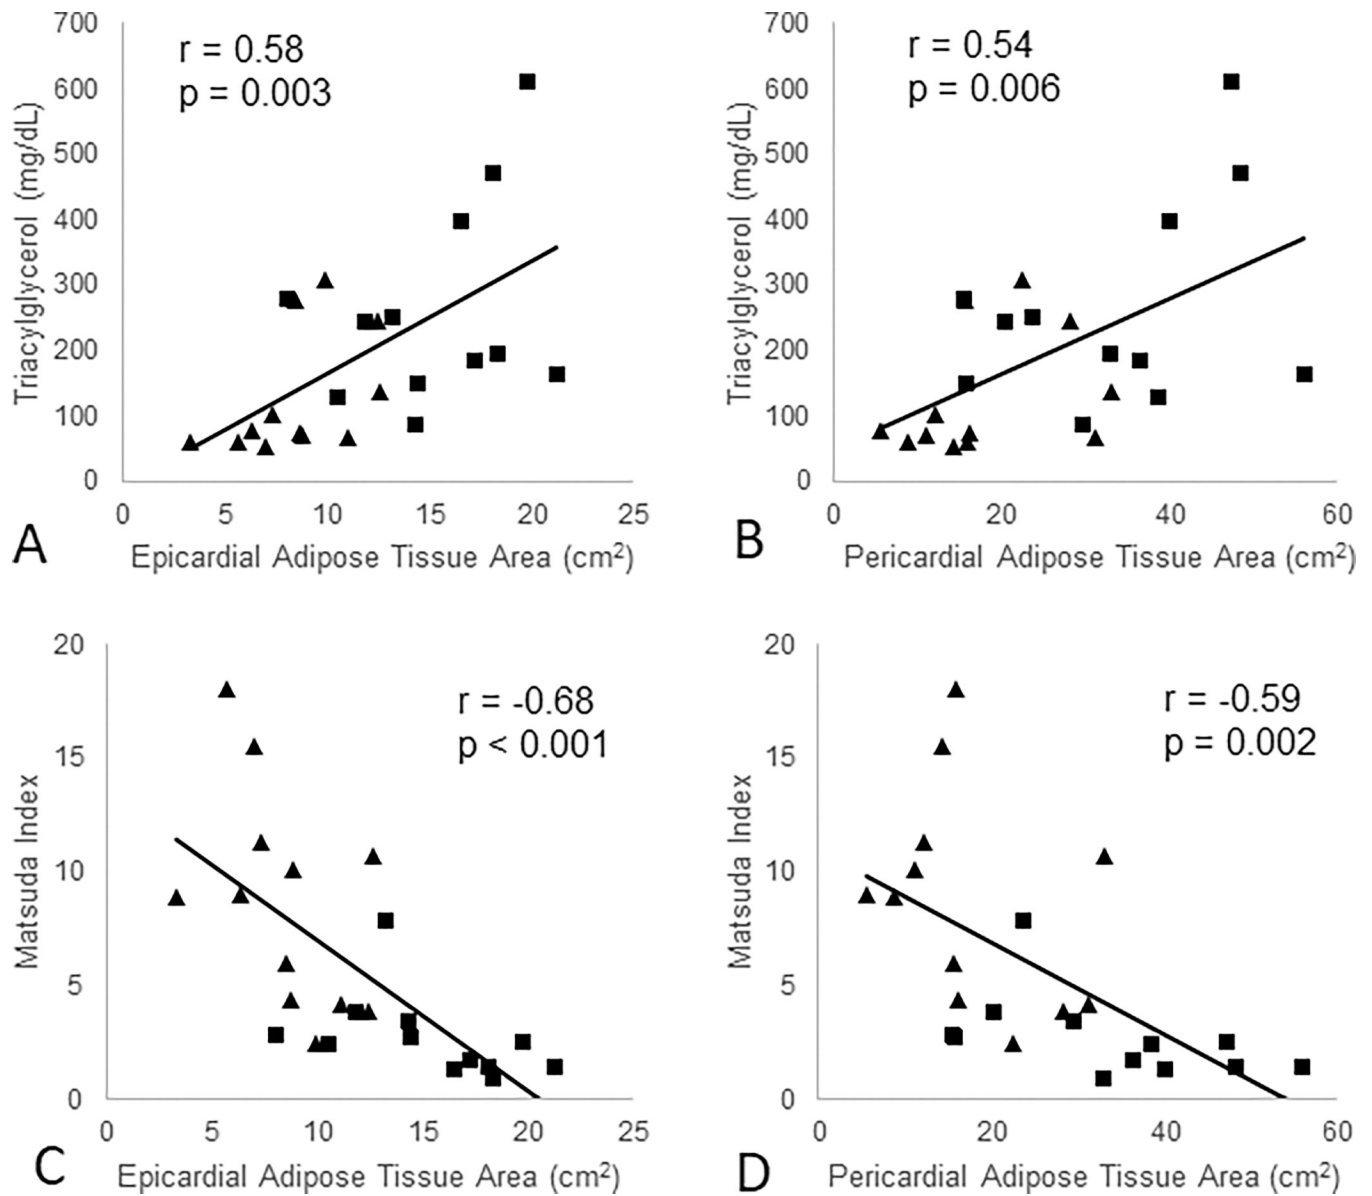 700
600
500
400
300
200
100
0
Triacylglycerol (mg/dL)
r = 0.58
p = 0.003
0 5 10 15 20 25
A
Epicardial Adipose Tissue Area (cm²)
700
600
500
400
300
200
100
0
Triacylglycerol (mg/dL)
r = 0.54
p = 0.006
0 20 40 60
B
Pericardial Adipose Tissue Area (cm²)
20
15
10
5
0
Matsuda Index
r = -0.68
p < 0.001
0 5 10 15 20 25
C
Epicardial Adipose Tissue Area (cm²)
20
15
10
5
0
Matsuda Index
r = -0.59
p = 0.002
0 20 40 60
D
Pericardial Adipose Tissue Area (cm²)